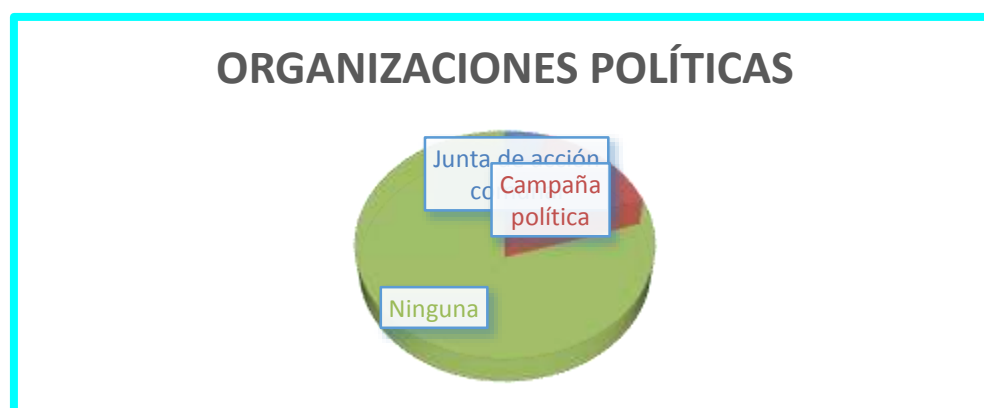 ORGANIZACIONES POLÍTICAS
Junta de acción
Campaña
política
Ninguna